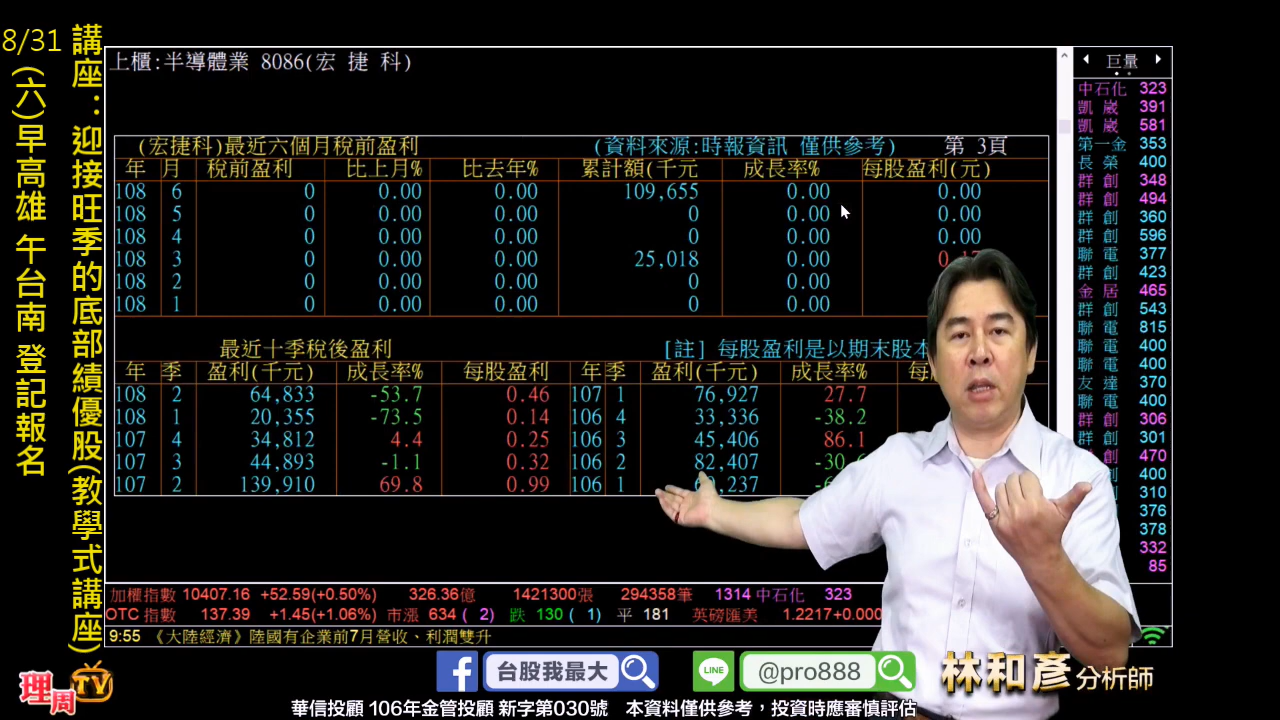 8/31
(六)早高雄 午台南 登記報名
講座：迎接旺季的底部績優股(教學式講座)
上櫃:半導體業 8086(宏 捷 科)
(宏捷科)最近六個月稅前盈利 (資料來源:時報資訊 僅供參考) 第 3頁
年 月 稅前盈利 比上月% 比去年% 累計額(千元 成長率% 每股盈利(元)
108 6 0 0.00 0.00 109,655 0.00 0.00
108 5 0 0.00 0.00 0 0.00 0.00
108 4 0 0.00 0.00 0 0.00 0.00
108 3 0 0.00 0.00 25,018 0.00
108 2 0 0.00 0.00 0 0.00
108 1 0 0.00 0.00 0 0.00
最近十季稅後盈利 [註] 每股盈利是以期末股本
年 季 盈利(千元) 成長率% 每股盈利 年季 盈利(千元) 成長率%
108 2 64,833 -53.7 0.46 107 1 76,927 27.7
108 1 20,355 -73.5 0.14 106 4 33,336 -38.2
107 4 34,812 4.4 0.25 106 3 45,406 86.1
107 3 44,893 -1.1 0.32 106 2 82,407
107 2 139,910 69.8 0.99 106 1
巨量
中石化 323
凱崴 391
凱崴 581
第一金 353
長榮 400
群創 348
群創 494
群創 360
群創 596
聯電 377
群創 423
金居 465
群創 543
聯電 815
聯電 400
聯電 400
友達 370
聯電 400
群創 306
群創 301
創 470
創 400
創 310
376
378
332
85
加權指數 10407.16 +52.59(+0.50%) 326.36億 1421300張 294358筆 1314 中石化 323
OTC 指數 137.39 +1.45(+1.06%) 市漲 634 ( 2) 跌 130 ( 1) 平 181 英磅匯美 1.2217+0.000
9:55 《大陸經濟》陸國有企業前7月營收、利潤雙升
理周TV
台股我最大
LINE
@pro888
林和彥分析師
華信投顧 106年金管投顧 新字第030號 本資料僅供參考，投資時應審慎評估